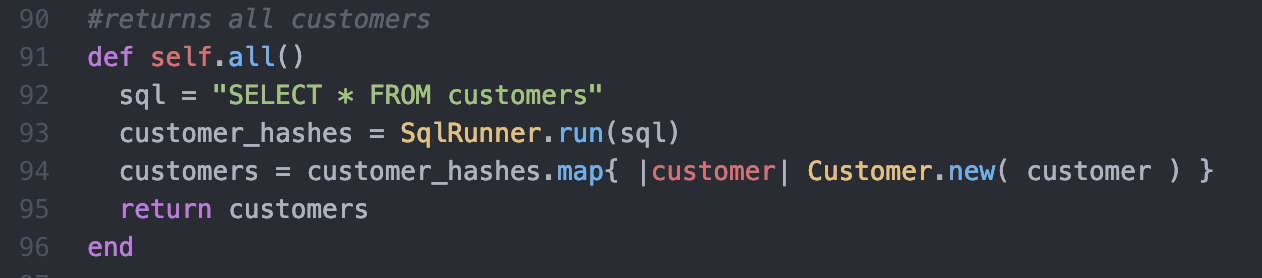 90 #returns all customers
91 def self.all()
92 sql = "SELECT * FROM customers"
93 customer_hashes = SqlRunner.run(sql)
94 customers = customer_hashes.map{ |customer| Customer.new( customer ) }
95 return customers
96 end